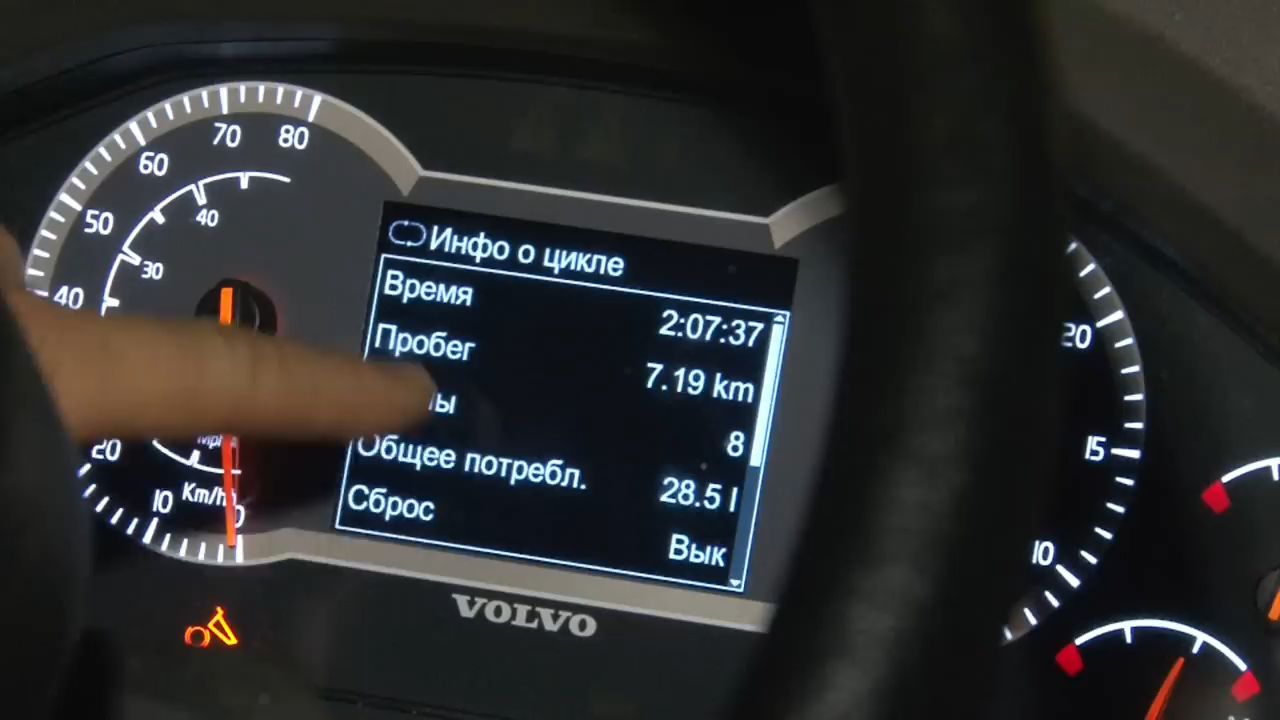 70 80
60
50
40
40
30
20
10
0
Km/h
Инфо о цикле
Время 2:07:37
Пробег 7.19 km
8
Общее потребл. 28.5 l
Сброс Вык
VOLVO
20
15
10